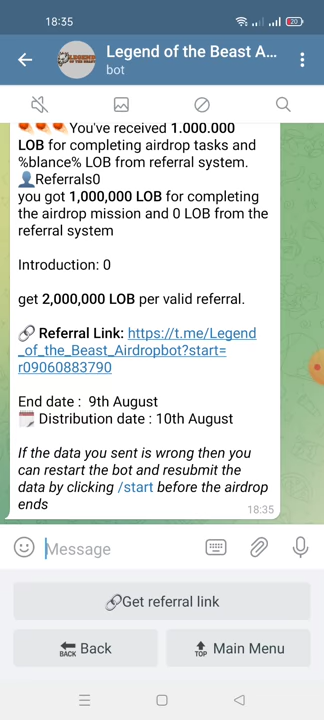 18:35
20
Legend of the Beast A...
bot
You've received 1.000.000
LOB for completing airdrop tasks and
%blance% LOB from referral system.
👤Referrals0
you got 1,000,000 LOB for completing
the airdrop mission and 0 LOB from the
referral system
Introduction: 0
get 2,000,000 LOB per valid referral.
🔗 Referral Link: https://t.me/Legend
_of_the_Beast_Airdropbot?start=
r09060883790
End date :  9th August
🗓 Distribution date : 10th August
If the data you sent is wrong then you
can restart the bot and resubmit the
data by clicking /start before the airdrop
ends
18:35
Message
🔗Get referral link
🔙 Back
🔝 Main Menu